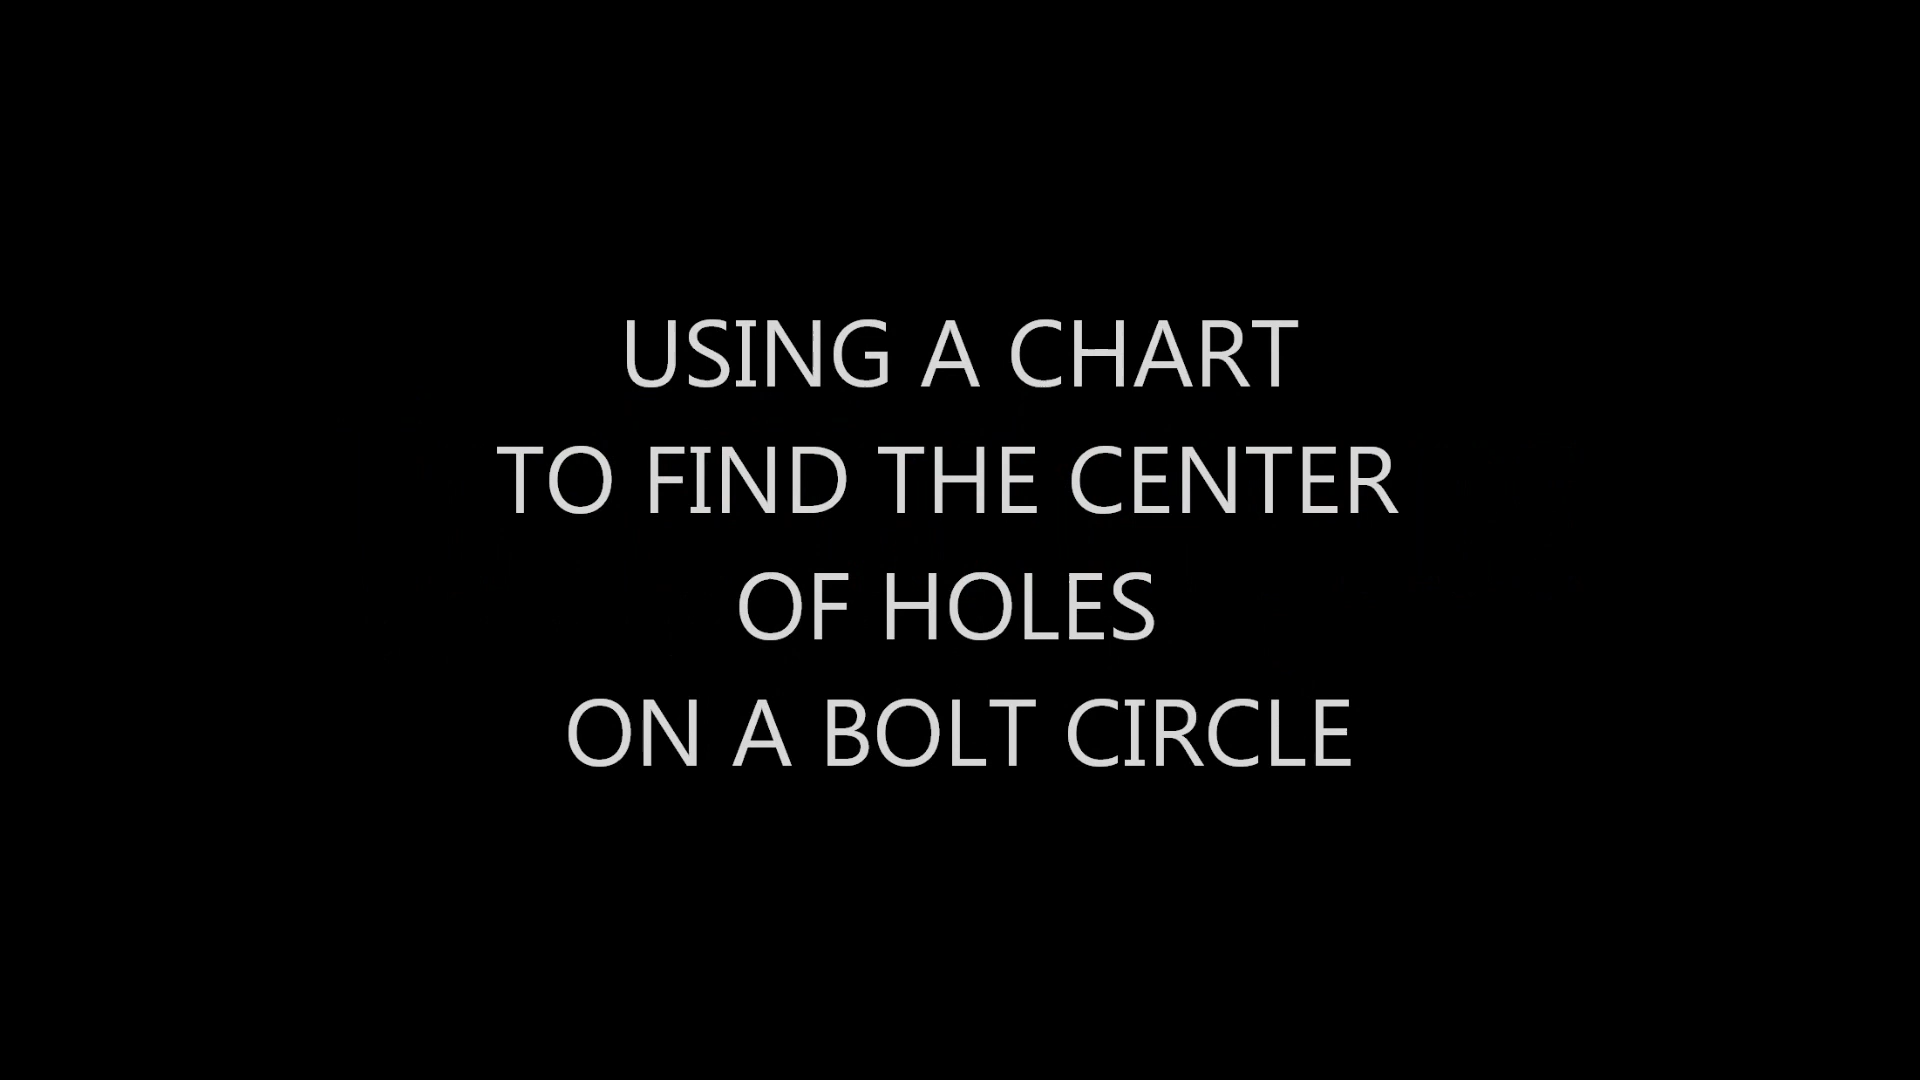 USING A CHART
TO FIND THE CENTER
OF HOLES
ON A BOLT CIRCLE